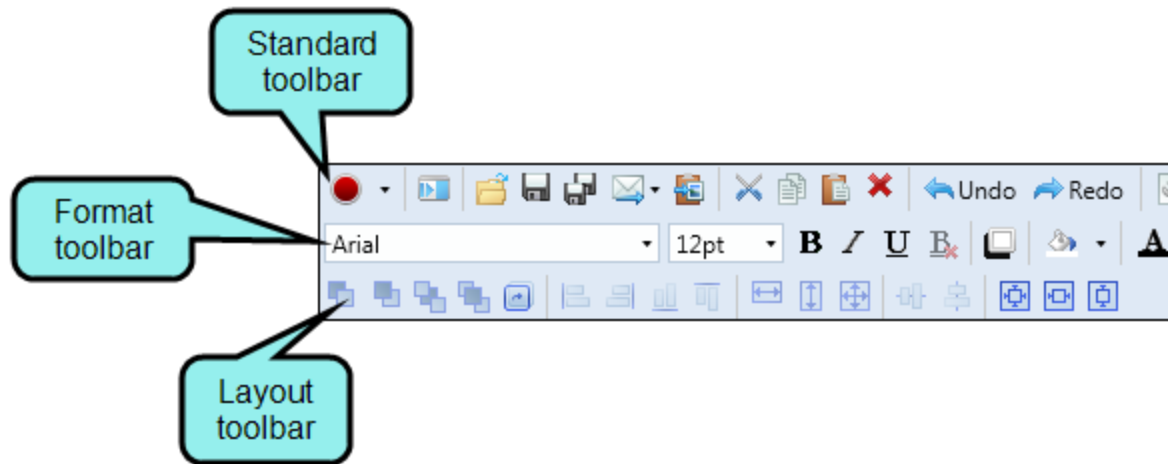 Standard
toolbar
Undo Redo
Format
toolbar
Arial 12pt B I U B A
Layout
toolbar